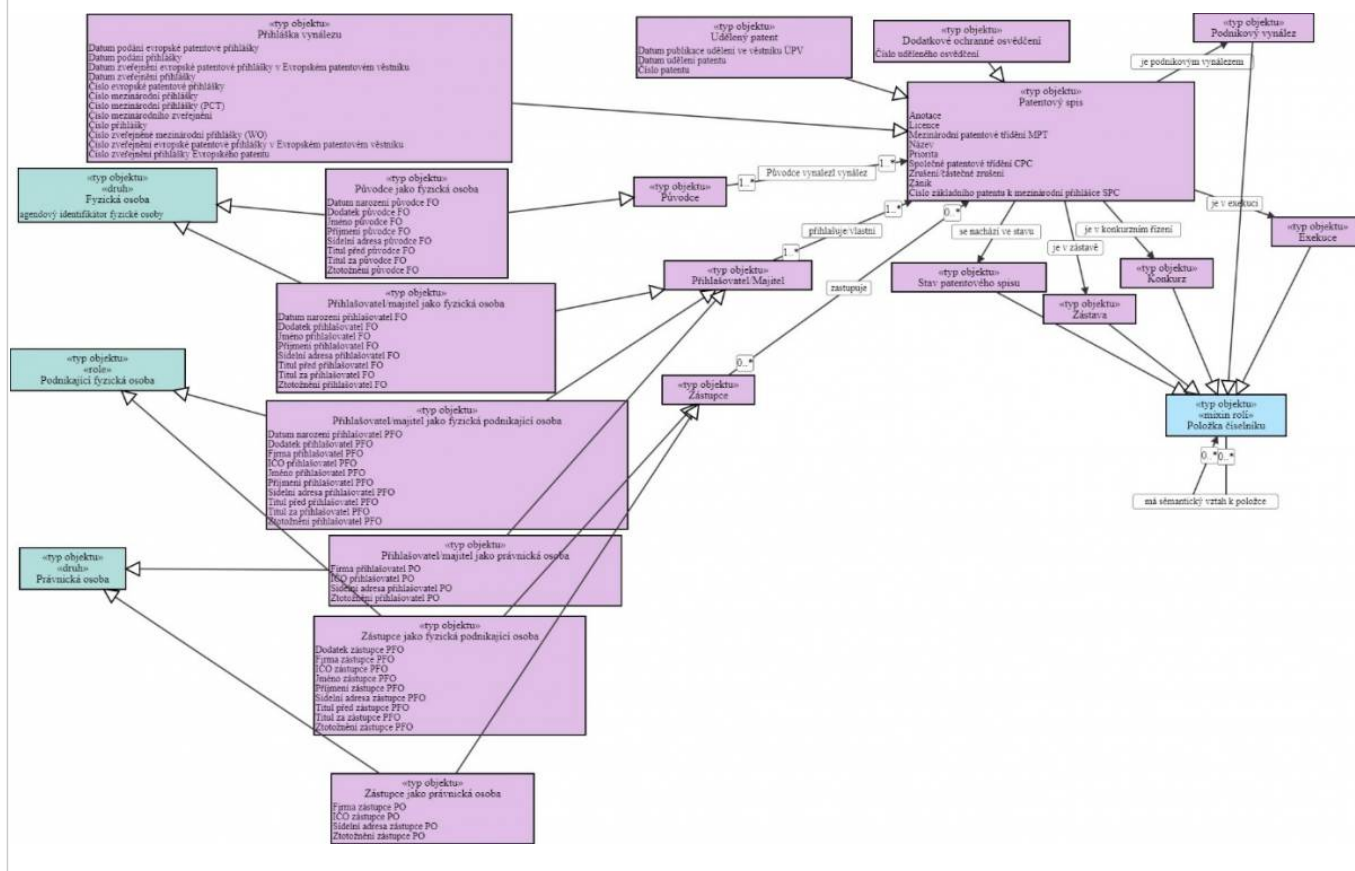 «typ objektu»
Přihláška vynálezu
Datum podání evropské patentové přihlášky
Datum podání přihlášky
Datum zveřejnění evropské patentové přihlášky v Evropském patentovém věstníku
Datum zveřejnění přihlášky
Číslo evropské patentové přihlášky
Číslo mezinárodní přihlášky
Číslo mezinárodní přihlášky (PCT)
Číslo mezinárodního zveřejnění
Číslo přihlášky
Číslo zveřejněné mezinárodní přihlášky (WO)
Číslo zveřejnění evropské patentové přihlášky v Evropském patentovém věstníku
Číslo zveřejnění přihlášky Evropského patentu
«typ objektu»
Udělený patent
Datum publikace udělení ve věstníku ÚPV
Datum udělení patentu
Číslo patentu
«typ objektu»
Dodatkové ochranné osvědčení
Číslo uděleného osvědčení
«typ objektu»
Podnikový vynález
je podnikovým vynálezem
«typ objektu»
Patentový spis
Anotace
Licence
Mezinárodní patentové třídění MPT
Název
Priorita
Společné patentové třídění CPC
Zrušení/částečné zrušení
Zánik
Číslo základního patentu k mezinárodní přihlášce SPC
«typ objektu»
«druh»
Fyzická osoba
agendový identifikátor fyzické osoby
«typ objektu»
Původce jako fyzická osoba
Datum narození původce FO
Dodatek původce FO
Jméno původce FO
Příjmení původce FO
Sídelní adresa původce FO
Titul před původce FO
Titul za původce FO
Ztotožnění původce FO
«typ objektu»
Původce
1..*
Původce vynalezl vynález
1..*
1..*
přihlašuje/vlastní
1..*
0..*
zastupuje
0..*
se nachází ve stavu
je v zástavě
je v konkurzním řízení
je v exekuci
«typ objektu»
Exekuce
«typ objektu»
Přihlašovatel/Majitel
«typ objektu»
Stav patentového spisu
«typ objektu»
Konkurz
«typ objektu»
Zástava
«typ objektu»
Přihlašovatel/majitel jako fyzická osoba
Datum narození přihlašovatel FO
Dodatek přihlašovatel FO
Jméno přihlašovatel FO
Příjmení přihlašovatel FO
Sídelní adresa přihlašovatel FO
Titul před přihlašovatel FO
Titul za přihlašovatel FO
Ztotožnění přihlašovatel FO
«typ objektu»
«role»
Podnikající fyzická osoba
«typ objektu»
Zástupce
«typ objektu»
Přihlašovatel/majitel jako fyzická podnikající osoba
Datum narození přihlašovatel PFO
Dodatek přihlašovatel PFO
Firma přihlašovatel PFO
IČO přihlašovatel PFO
Jméno přihlašovatel PFO
Příjmení přihlašovatel PFO
Sídelní adresa přihlašovatel PFO
Titul před přihlašovatel PFO
Titul za přihlašovatel PFO
Ztotožnění přihlašovatel PFO
«typ objektu»
«mixin rolí»
Položka číselníku
0..*
0..*
má sémantický vztah k položce
«typ objektu»
«druh»
Právnická osoba
«typ objektu»
Přihlašovatel/majitel jako právnická osoba
Firma přihlašovatel PO
IČO přihlašovatel PO
Sídelní adresa přihlašovatel PO
Ztotožnění přihlašovatel PO
«typ objektu»
Zástupce jako fyzická podnikající osoba
Dodatek zástupce PFO
Firma zástupce PFO
IČO zástupce PFO
Jméno zástupce PFO
Příjmení zástupce PFO
Sídelní adresa zástupce PFO
Titul před zástupce PFO
Titul za zástupce PFO
Ztotožnění zástupce PFO
«typ objektu»
Zástupce jako právnická osoba
Firma zástupce PO
IČO zástupce PO
Sídelní adresa zástupce PO
Ztotožnění zástupce PO